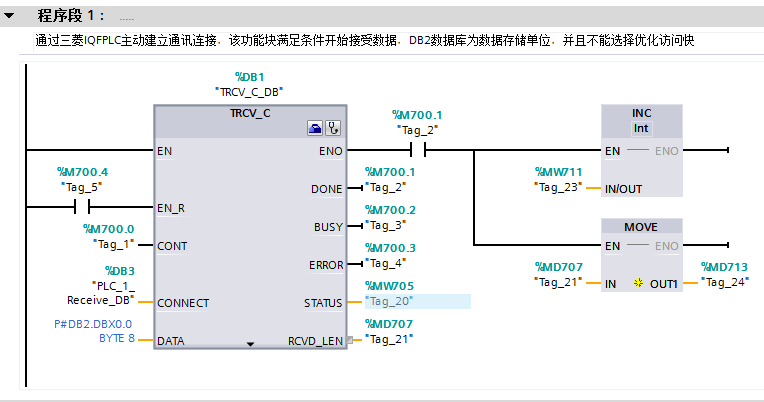 程序段 1： .....
通过三菱IQFPLC主动建立通讯连接，该功能块满足条件开始接受数据，DB2数据库为数据存储单位，并且不能选择优化访问快
%DB1
"TRCV_C_DB"
TRCV_C
EN
ENO
%M700.4
"Tag_5"
EN_R
%M700.0
"Tag_1"
CONT
%DB3
"PLC_1_
Receive_DB"
CONNECT
P#DB2.DBX0.0
BYTE 8
DATA
DONE
%M700.1
"Tag_2"
BUSY
%M700.2
"Tag_3"
ERROR
%M700.3
"Tag_4"
STATUS
%MW705
"Tag_20"
RCVD_LEN
%MD707
"Tag_21"
%M700.1
"Tag_2"
INC
Int
EN
ENO
%MW711
"Tag_23"
IN/OUT
MOVE
EN
ENO
%MD707
"Tag_21"
IN
OUT1
%MD713
"Tag_24"